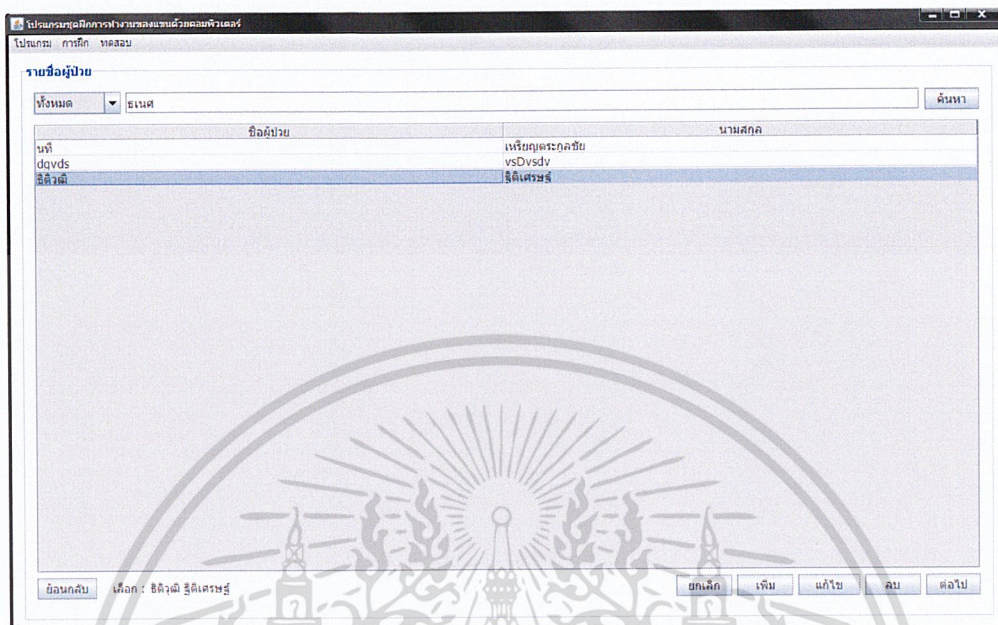 โปรแกรมชุดฝึกการทำงานของแขนด้วยคอมพิวเตอร์
โปรแกรม การฝึก ทดสอบ
รายชื่อผู้ป่วย
ทั้งหมด ธเนศ ค้นหา
ชื่อผู้ป่วย นามสกุล
นที เหรียญตระกูลชัย
dqvds vsDvsdv
ธิติวุฒิ ฐิติเศรษฐ์
ย้อนกลับ เลือก : ธิติวุฒิ ฐิติเศรษฐ์ ยกเลิก เพิ่ม แก้ไข ลบ ต่อไป